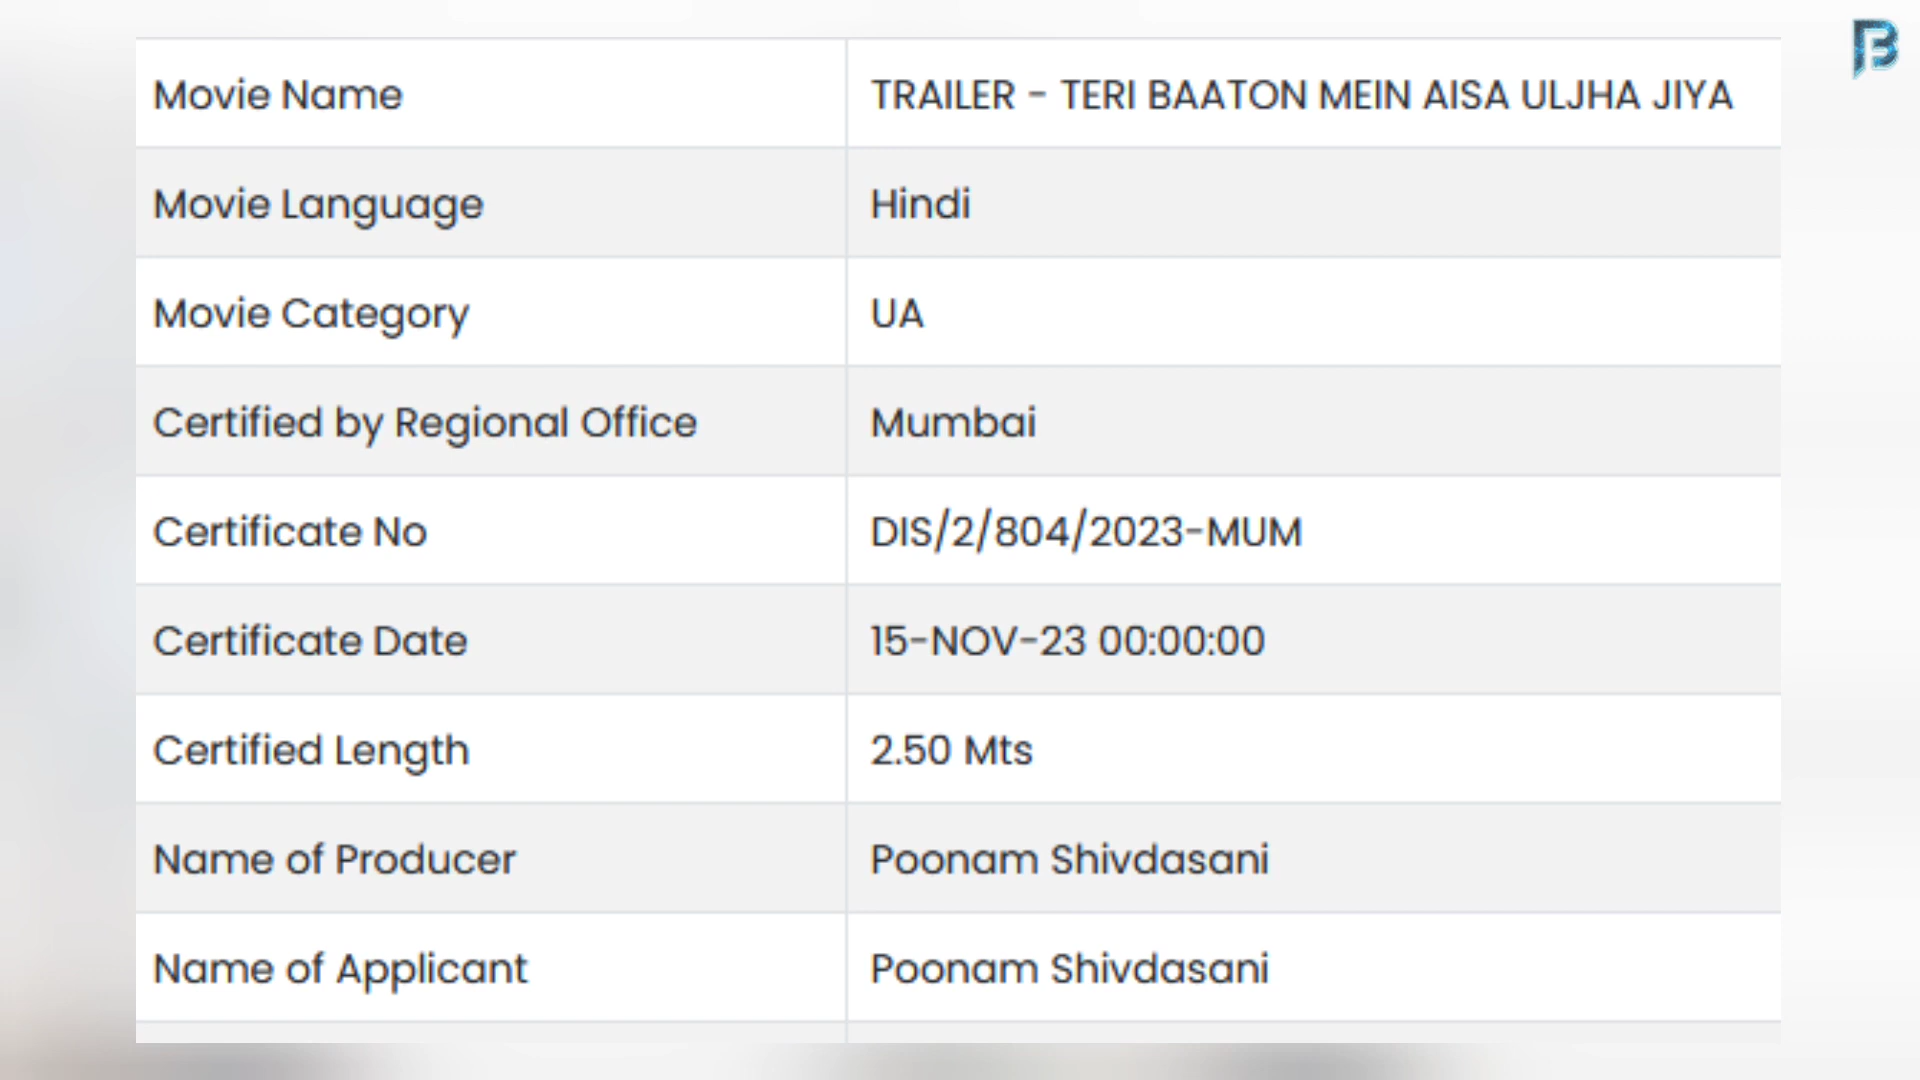 Movie Name TRAILER - TERI BAATON MEIN AISA ULJHA JIYA
Movie Language Hindi
Movie Category UA
Certified by Regional Office Mumbai
Certificate No DIS/2/804/2023-MUM
Certificate Date 15-NOV-23 00:00:00
Certified Length 2.50 Mts
Name of Producer Poonam Shivdasani
Name of Applicant Poonam Shivdasani